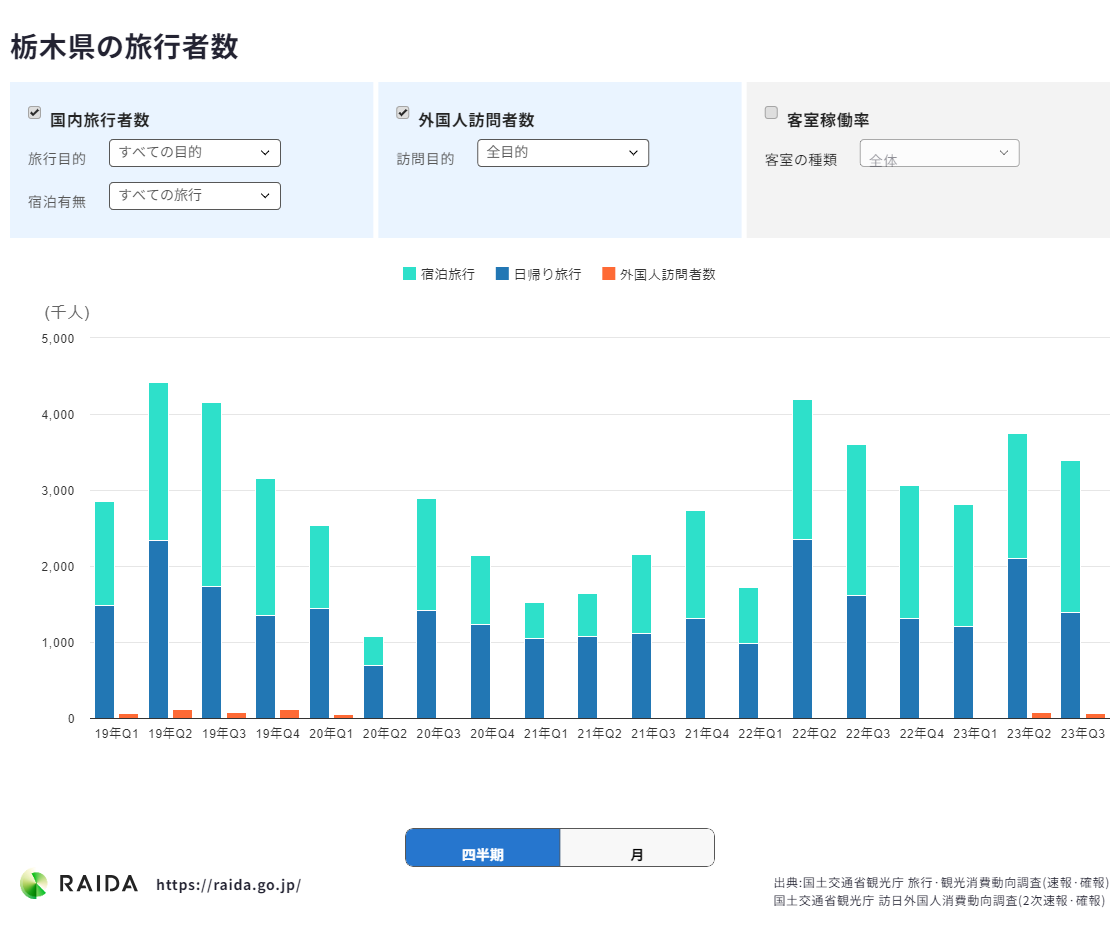 栃木県の旅行者数
国内旅行者数
旅行目的 すべての目的
宿泊有無 すべての旅行
外国人訪問者数
訪問目的 全目的
客室稼働率
客室の種類 全体
宿泊旅行 日帰り旅行 外国人訪問者数
(千人)
5,000
4,000
3,000
2,000
1,000
0
19年Q1 19年Q2 19年Q3 19年Q4 20年Q1 20年Q2 20年Q3 20年Q4 21年Q1 21年Q2 21年Q3 21年Q4 22年Q1 22年Q2 22年Q3 22年Q4 23年Q1 23年Q2 23年Q3
四半期 月
RAIDA https://raida.go.jp/
出典:国土交通省観光庁 旅行･観光消費動向調査(速報･確報)
国土交通省観光庁 訪日外国人消費動向調査(2次速報･確報)